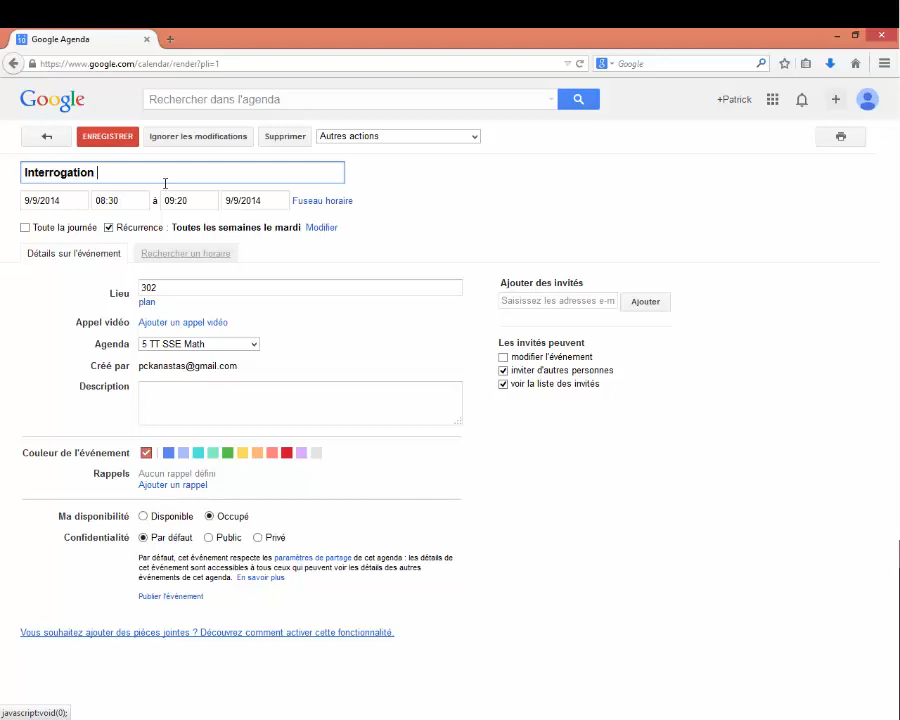 Google Agenda
https://www.google.com/calendar/render?pli=1
Google
Google
Rechercher dans l'agenda
+Patrick
ENREGISTRER
Ignorer les modifications
Supprimer
Autres actions
Interrogation
9/9/2014 08:30 à 09:20 9/9/2014 Fuseau horaire
Toute la journée Récurrence : Toutes les semaines le mardi Modifier
Détails sur l'événement Rechercher un horaire
Lieu 302
plan
Appel vidéo Ajouter un appel vidéo
Agenda 5 TT SSE Math
Créé par pckanastas@gmail.com
Description
Couleur de l'événement
Rappels Aucun rappel défini
Ajouter un rappel
Ma disponibilité Disponible Occupé
Confidentialité Par défaut Public Privé
Par défaut, cet événement respecte les paramètres de partage de cet agenda : les détails de
cet événement sont accessibles à tous ceux qui peuvent voir les détails des autres
événements de cet agenda. En savoir plus
Publier l'événement
Vous souhaitez ajouter des pièces jointes ? Découvrez comment activer cette fonctionnalité.
Ajouter des invités
Saisissez les adresses e-m Ajouter
Les invités peuvent
modifier l'événement
inviter d'autres personnes
voir la liste des invités
javascript:void(0);